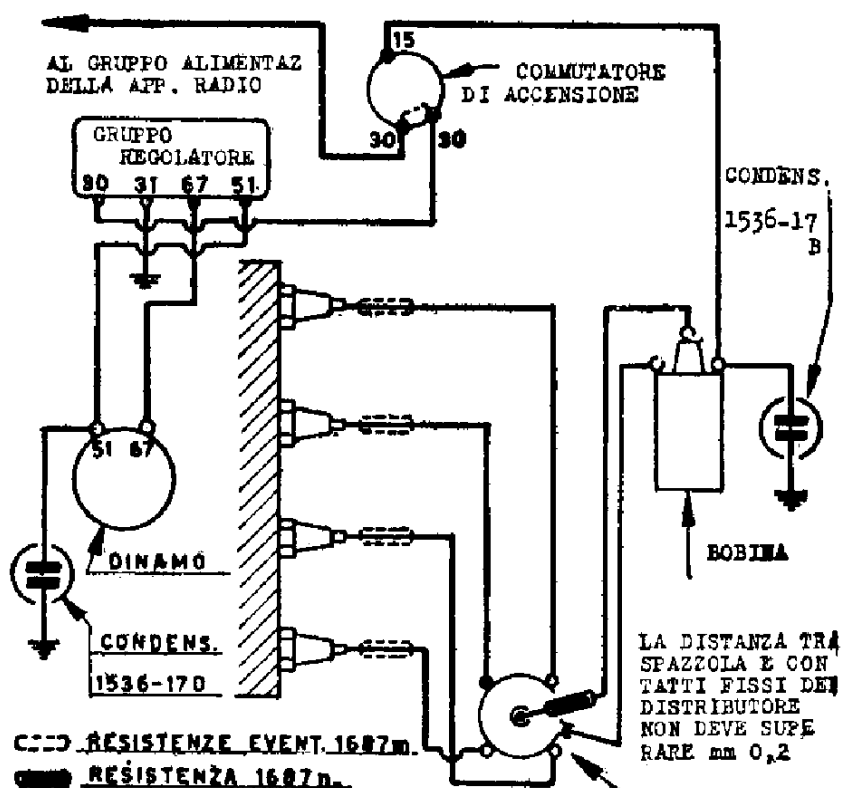 15
AL GRUPPO ALIMENTAZ
DELLA APP. RADIO
COMMUTATORE
DI ACCENSIONE
30 30
GRUPPO
REGOLATORE
30 31 67 51
CONDENS.
1536-17
B
51 67
DINAMO
BOBINA
CONDENS.
1536-170
LA DISTANZA TRA
SPAZZOLA E CON
TATTI FISSI DEL
DISTRIBUTORE
NON DEVE SUPE
RARE mm 0,2
RESISTENZE EVENT. 1687m.
RESISTENZA 1687n.